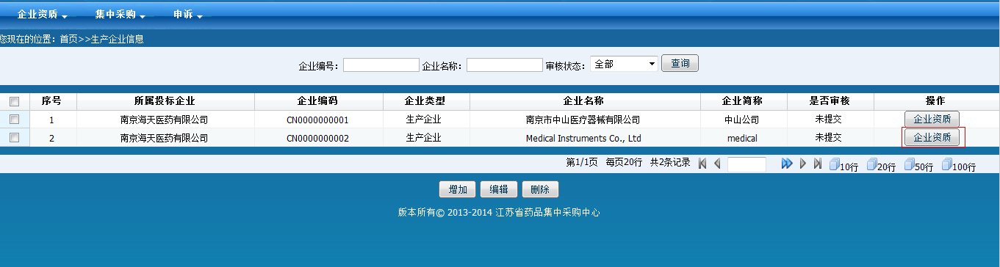 企业资质 集中采购 申诉
您现在的位置：首页>>生产企业信息
企业编号： 企业名称： 审核状态： 全部 查询
序号 所属投标企业 企业编码 企业类型 企业名称 企业简称 是否审核 操作
1 南京海天医药有限公司 CN0000000001 生产企业 南京市中山医疗器械有限公司 中山公司 未提交 企业资质
2 南京海天医药有限公司 CN0000000002 生产企业 Medical Instruments Co., Ltd medical 未提交 企业资质
第1/1页 每页20行 共2条记录 10行 20行 50行 100行
增加 编辑 删除
版本所有© 2013-2014 江苏省药品集中采购中心